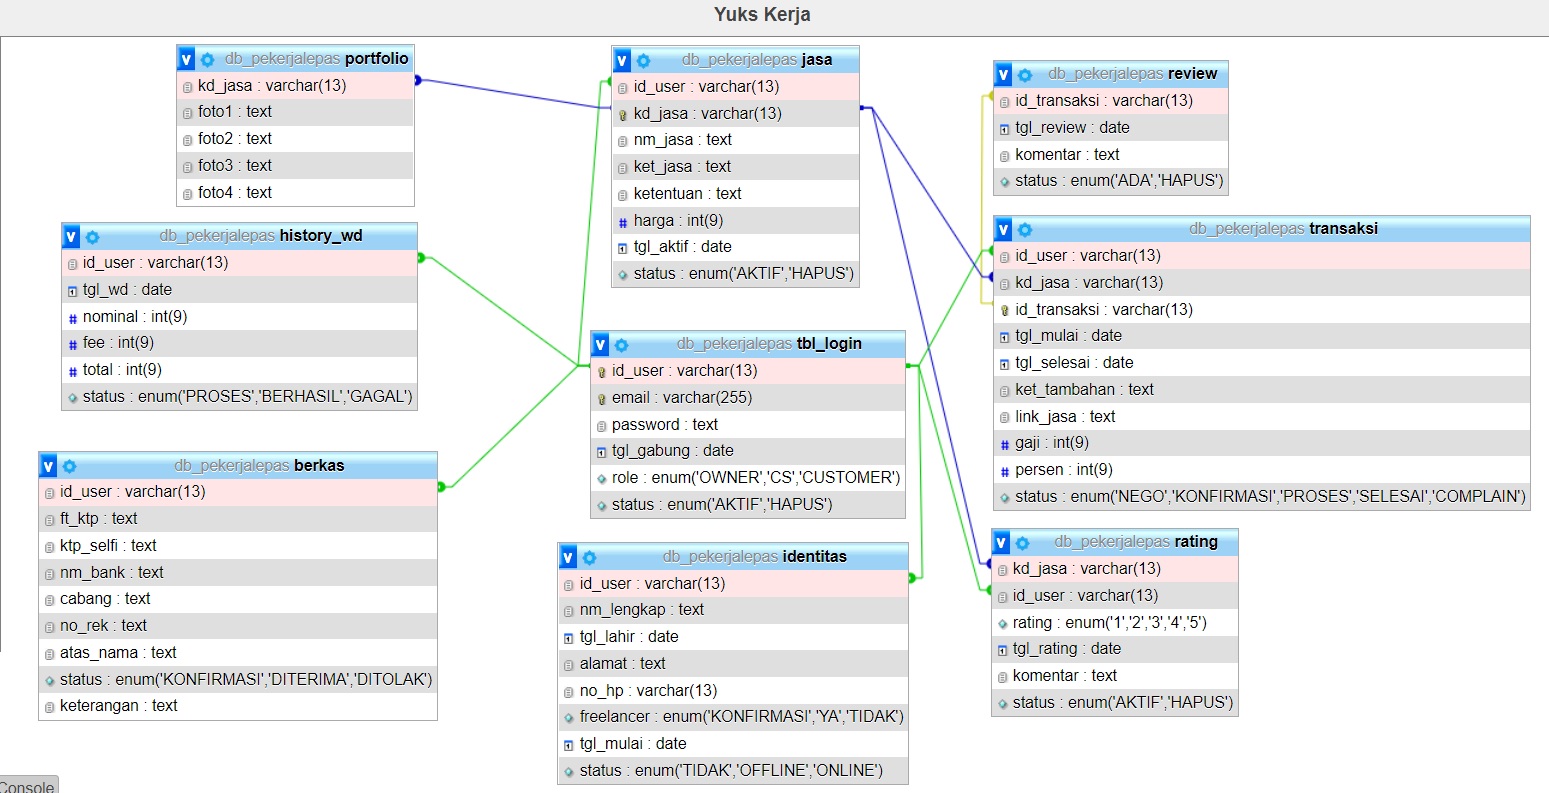 Yuks Kerja
v db_pekerjalepas portfolio
kd_jasa : varchar(13)
foto1 : text
foto2 : text
foto3 : text
foto4 : text
v db_pekerjalepas history_wd
id_user : varchar(13)
tgl_wd : date
# nominal : int(9)
# fee : int(9)
# total : int(9)
status : enum('PROSES','BERHASIL','GAGAL')
v db_pekerjalepas berkas
id_user : varchar(13)
ft_ktp : text
ktp_selfi : text
nm_bank : text
cabang : text
no_rek : text
atas_nama : text
status : enum('KONFIRMASI','DITERIMA','DITOLAK')
keterangan : text
v db_pekerjalepas jasa
id_user : varchar(13)
kd_jasa : varchar(13)
nm_jasa : text
ket_jasa : text
ketentuan : text
# harga : int(9)
tgl_aktif : date
status : enum('AKTIF','HAPUS')
v db_pekerjalepas tbl_login
id_user : varchar(13)
email : varchar(255)
password : text
tgl_gabung : date
role : enum('OWNER','CS','CUSTOMER')
status : enum('AKTIF','HAPUS')
v db_pekerjalepas identitas
id_user : varchar(13)
nm_lengkap : text
tgl_lahir : date
alamat : text
no_hp : varchar(13)
freelancer : enum('KONFIRMASI','YA','TIDAK')
tgl_mulai : date
status : enum('TIDAK','OFFLINE','ONLINE')
v db_pekerjalepas review
id_transaksi : varchar(13)
tgl_review : date
komentar : text
status : enum('ADA','HAPUS')
v db_pekerjalepas transaksi
id_user : varchar(13)
kd_jasa : varchar(13)
id_transaksi : varchar(13)
tgl_mulai : date
tgl_selesai : date
ket_tambahan : text
link_jasa : text
# gaji : int(9)
# persen : int(9)
status : enum('NEGO','KONFIRMASI','PROSES','SELESAI','COMPLAIN')
v db_pekerjalepas rating
kd_jasa : varchar(13)
id_user : varchar(13)
rating : enum('1','2','3','4','5')
tgl_rating : date
komentar : text
status : enum('AKTIF','HAPUS')
Console